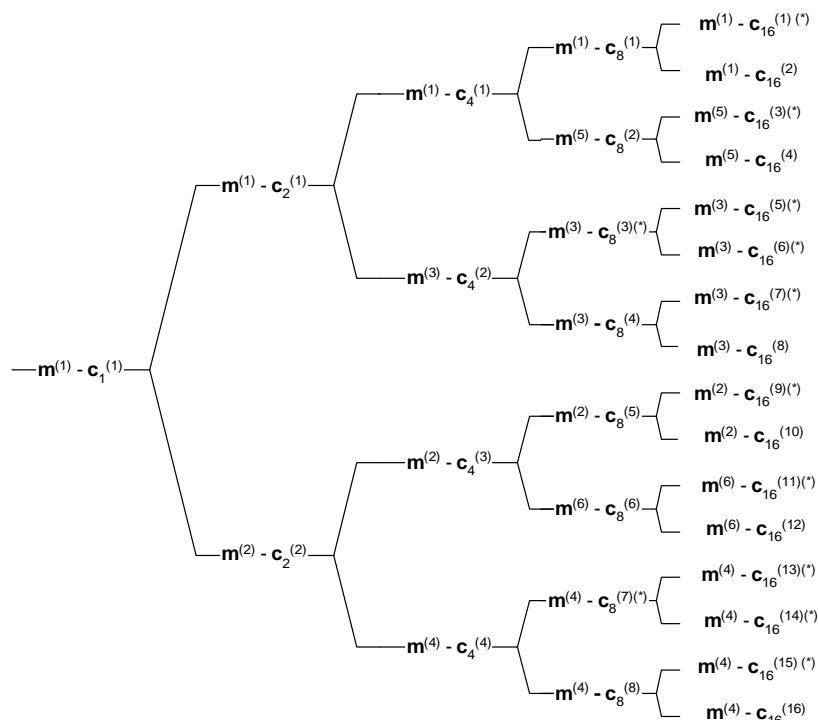 m(1) - c16(1) (*)
m(1) - c8(1)
m(1) - c16(2)
m(1) - c4(1)
m(5) - c16(3)(*)
m(5) - c8(2)
m(5) - c16(4)
m(1) - c2(1)
m(3) - c16(5)(*)
m(3) - c8(3)(*)
m(3) - c16(6)(*)
m(3) - c4(2)
m(3) - c16(7)(*)
m(3) - c8(4)
m(3) - c16(8)
m(1) - c1(1)
m(2) - c16(9)(*)
m(2) - c8(5)
m(2) - c16(10)
m(2) - c4(3)
m(6) - c16(11)(*)
m(6) - c8(6)
m(6) - c16(12)
m(2) - c2(2)
m(4) - c16(13)(*)
m(4) - c8(7)(*)
m(4) - c16(14)(*)
m(4) - c4(4)
m(4) - c16(15) (*)
m(4) - c8(8)
m(4) - c16(16)